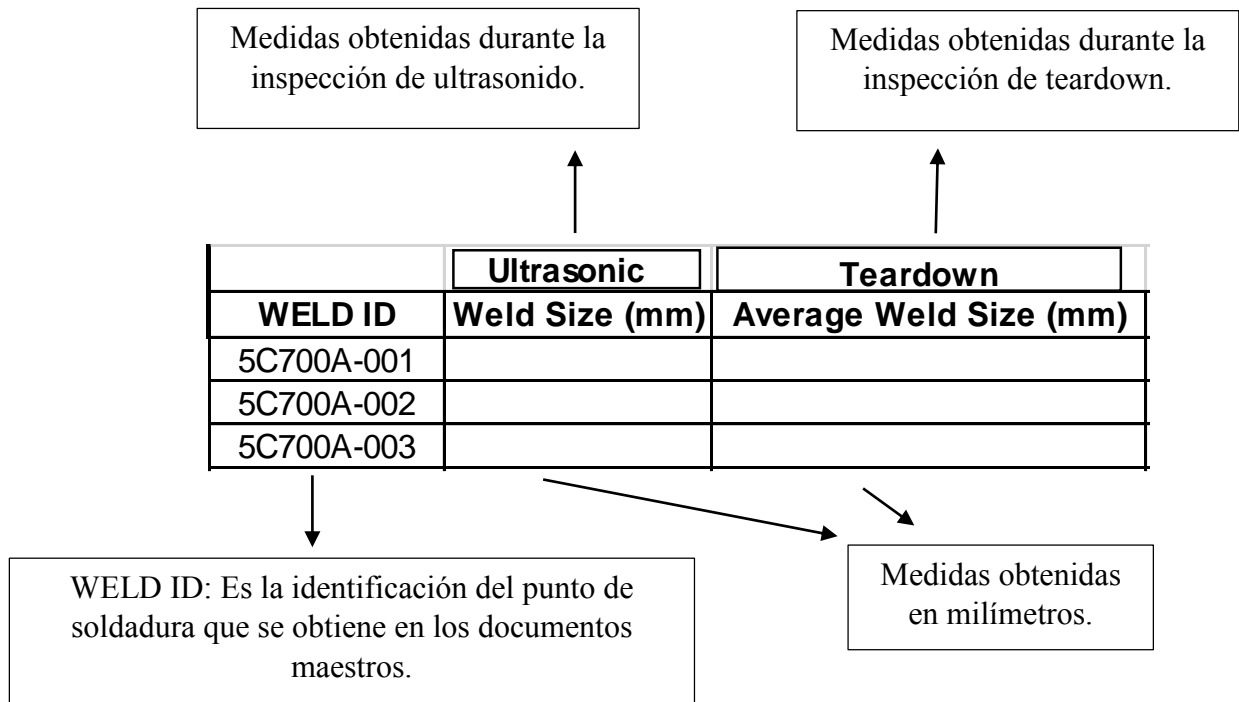 Medidas obtenidas durante la
inspección de ultrasonido.
Medidas obtenidas durante la
inspección de teardown.
Ultrasonic
Teardown
WELD ID
Weld Size (mm)
Average Weld Size (mm)
5C700A-001
5C700A-002
5C700A-003
WELD ID: Es la identificación del punto de
soldadura que se obtiene en los documentos
maestros.
Medidas obtenidas
en milímetros.